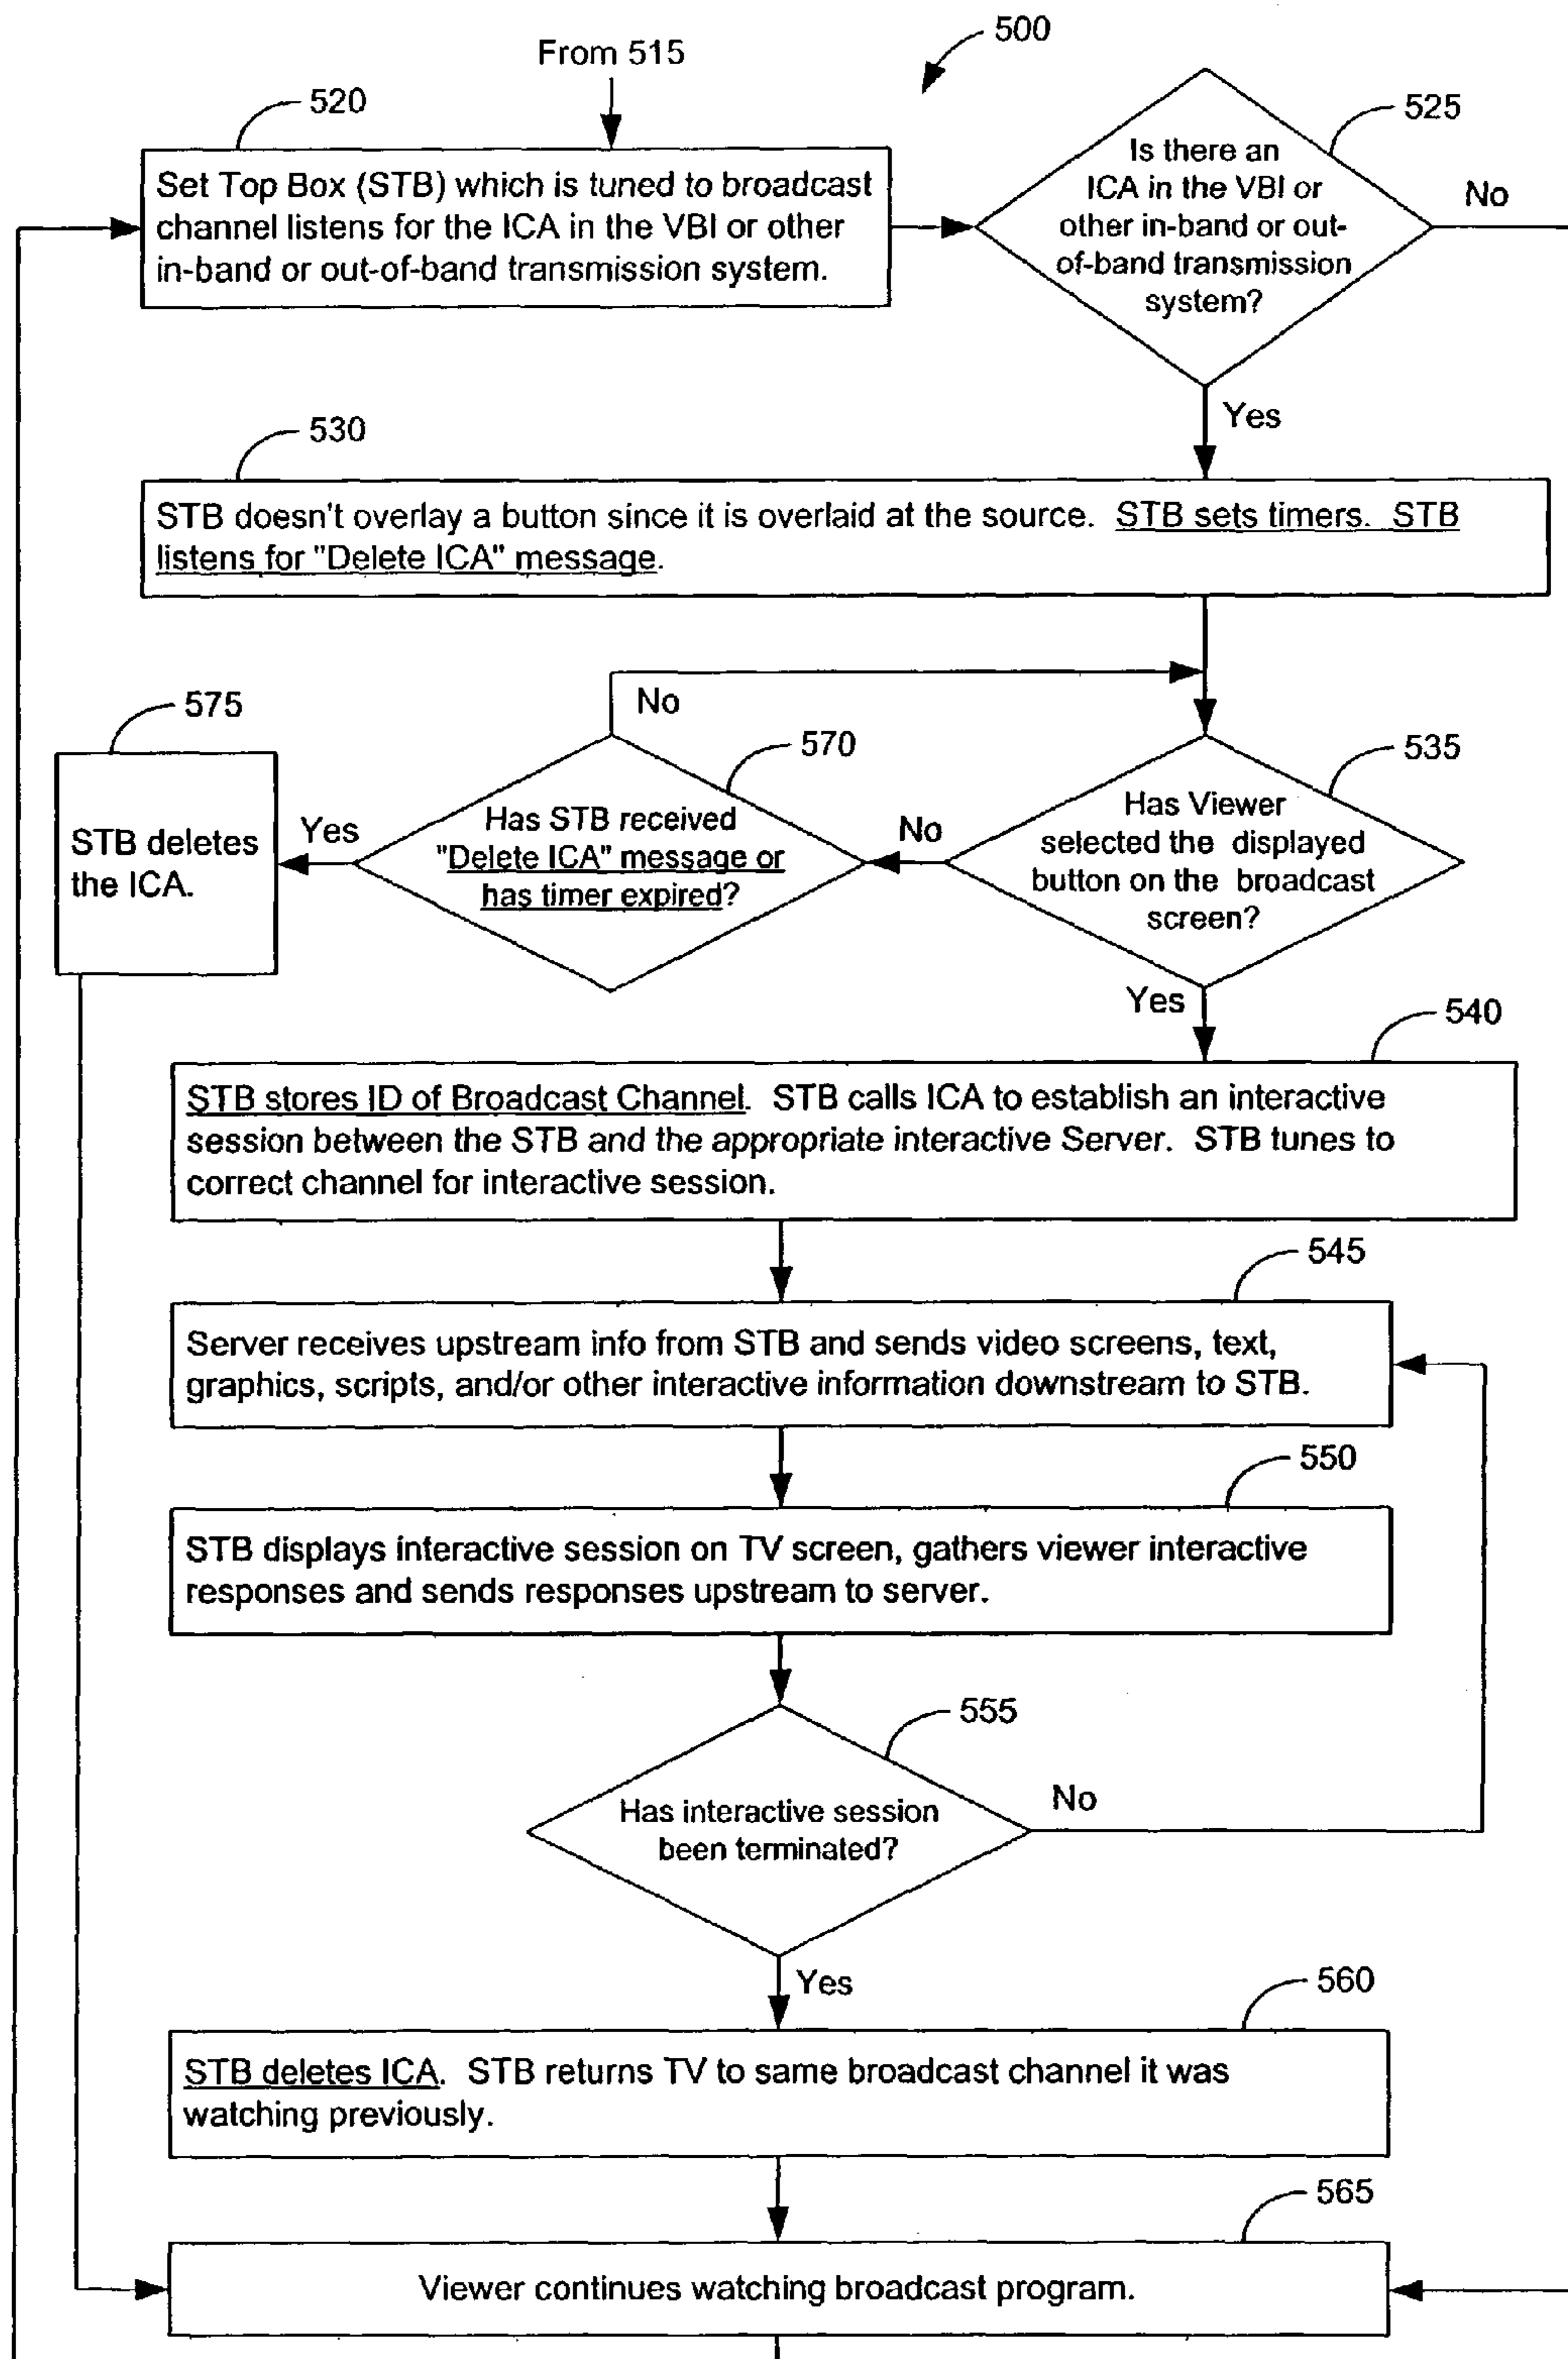 500
From 515
520
Set Top Box (STB) which is tuned to broadcast
channel listens for the ICA in the VBI or other
in-band or out-of-band transmission system.
525
Is there an
ICA in the VBI or
other in-band or out-
of-band transmission
system?
No
Yes
530
STB doesn't overlay a button since it is overlaid at the source. STB sets timers. STB
listens for "Delete ICA" message.
575
STB deletes
the ICA.
Yes
No
570
Has STB received
"Delete ICA" message or
has timer expired?
No
535
Has Viewer
selected the displayed
button on the broadcast
screen?
Yes
540
STB stores ID of Broadcast Channel. STB calls ICA to establish an interactive
session between the STB and the appropriate interactive Server. STB tunes to
correct channel for interactive session.
545
Server receives upstream info from STB and sends video screens, text,
graphics, scripts, and/or other interactive information downstream to STB.
550
STB displays interactive session on TV screen, gathers viewer interactive
responses and sends responses upstream to server.
555
Has interactive session
been terminated?
No
Yes
560
STB deletes ICA. STB returns TV to same broadcast channel it was
watching previously.
565
Viewer continues watching broadcast program.